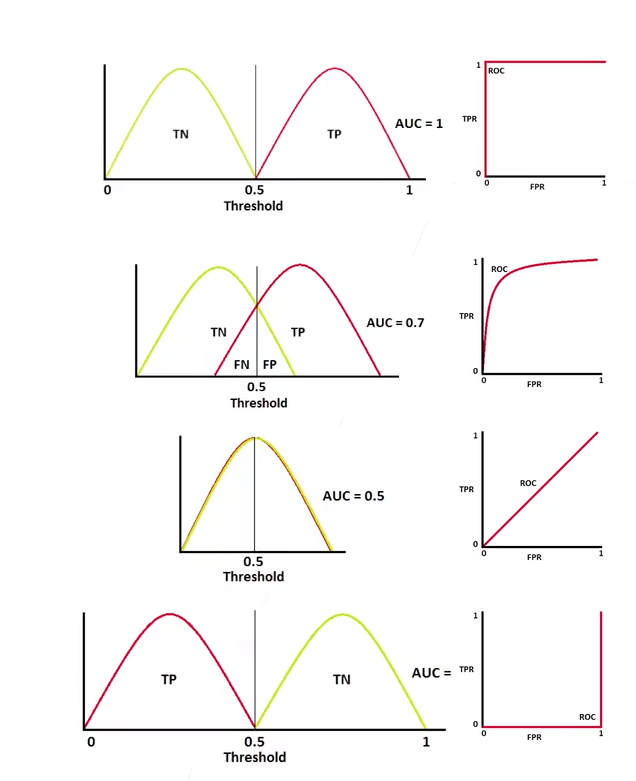 TN
TP
AUC = 1
0
0.5
1
Threshold
1
ROC
TPR
0
0
FPR
1
TN
TP
FN
FP
AUC = 0.7
0.5
Threshold
1
ROC
TPR
0
0
FPR
1
AUC = 0.5
0.5
Threshold
1
TPR
ROC
0
0
FPR
1
TP
TN
AUC =
0
0.5
1
Threshold
1
TPR
ROC
0
0
FPR
1